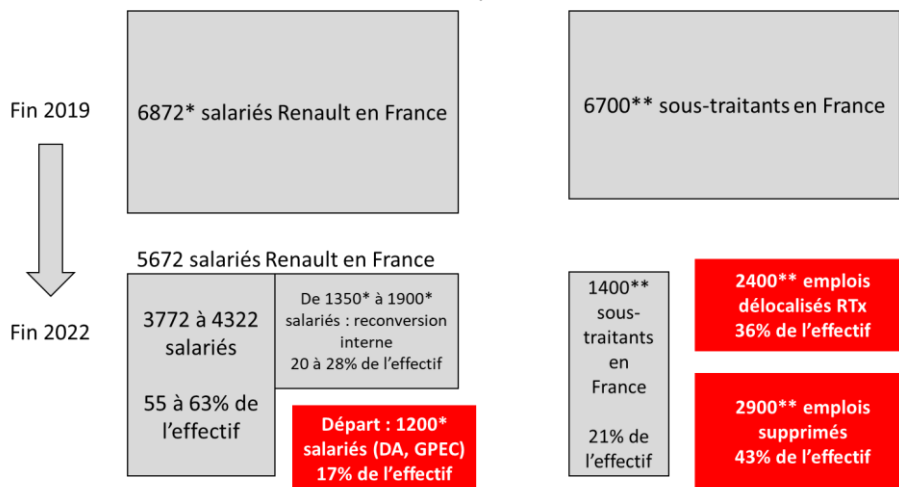 Fin 2019
6872* salariés Renault en France
6700** sous-traitants en France
5672 salariés Renault en France
Fin 2022
3772 à 4322
salariés
55 à 63% de
l’effectif
De 1350* à 1900*
salariés : reconversion
interne
20 à 28% de l’effectif
Départ : 1200*
salariés (DA, GPEC)
17% de l’effectif
1400**
sous-
traitants
en
France
21% de
l’effectif
2400** emplois
délocalisés RTx
36% de l’effectif
2900** emplois
supprimés
43% de l’effectif